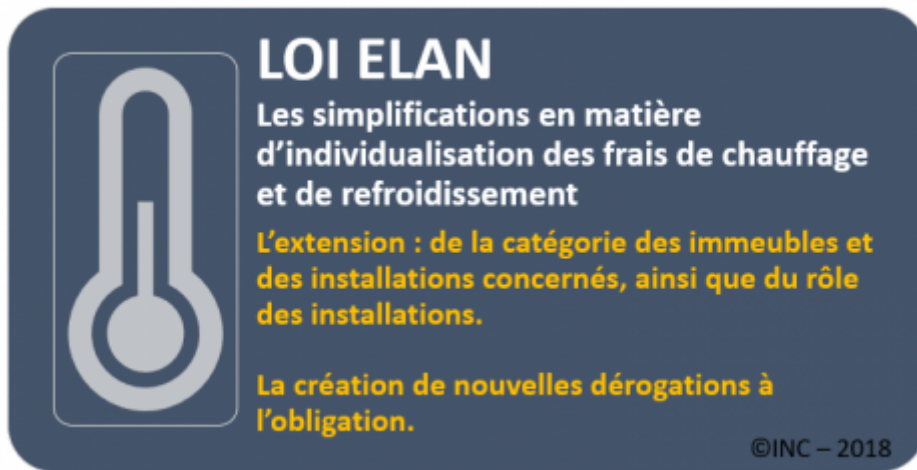 LOI ELAN
Les simplifications en matière
d’individualisation des frais de chauffage
et de refroidissement
L’extension : de la catégorie des immeubles et
des installations concernés, ainsi que du rôle
des installations.
La création de nouvelles dérogations à
l’obligation.
©INC – 2018